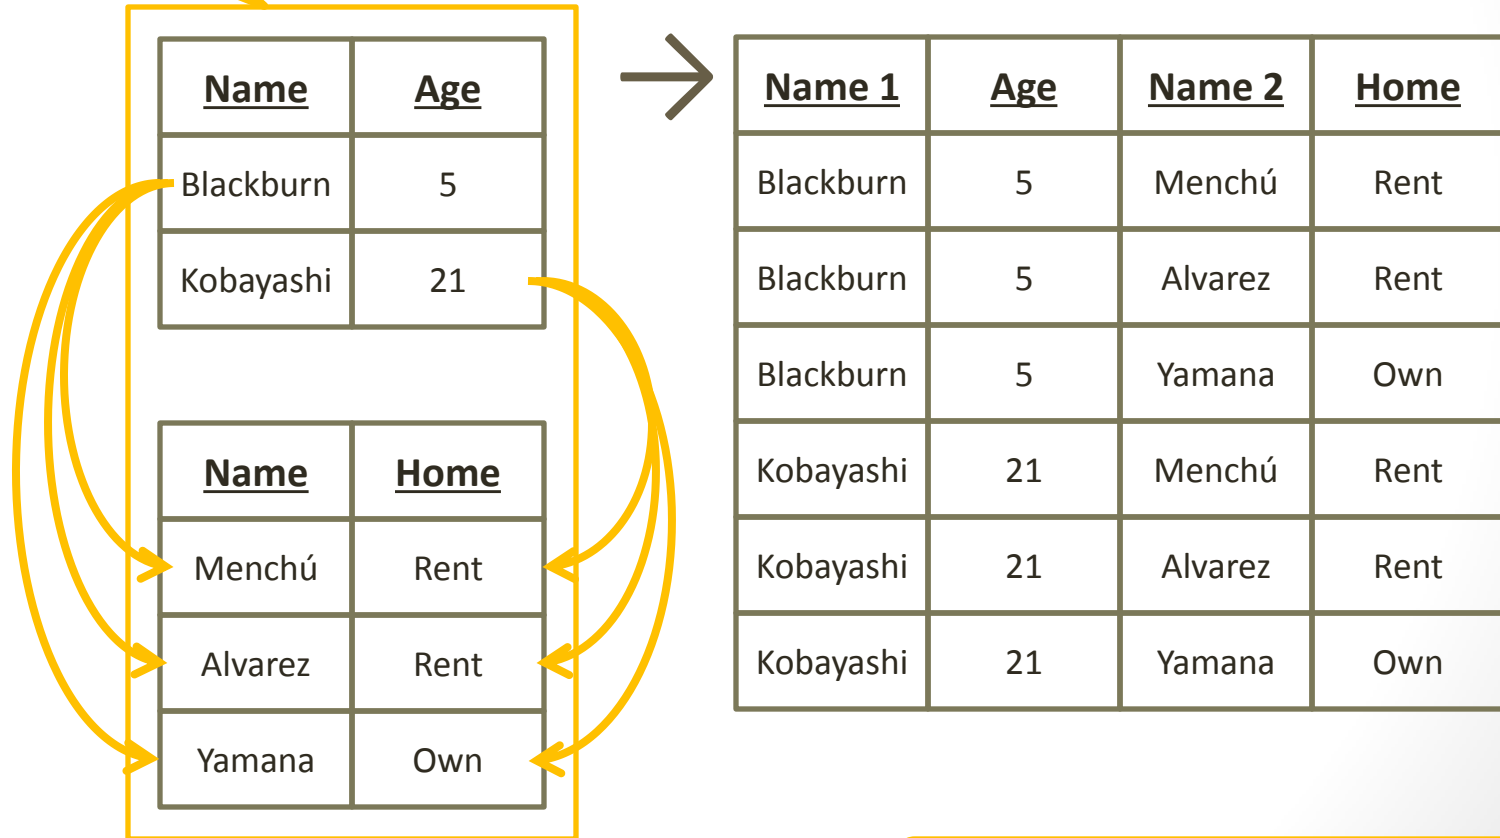 Name Age
Blackburn 5
Kobayashi 21
Name Home
Menchú Rent
Alvarez Rent
Yamana Own
Name 1 Age Name 2 Home
Blackburn 5 Menchú Rent
Blackburn 5 Alvarez Rent
Blackburn 5 Yamana Own
Kobayashi 21 Menchú Rent
Kobayashi 21 Alvarez Rent
Kobayashi 21 Yamana Own